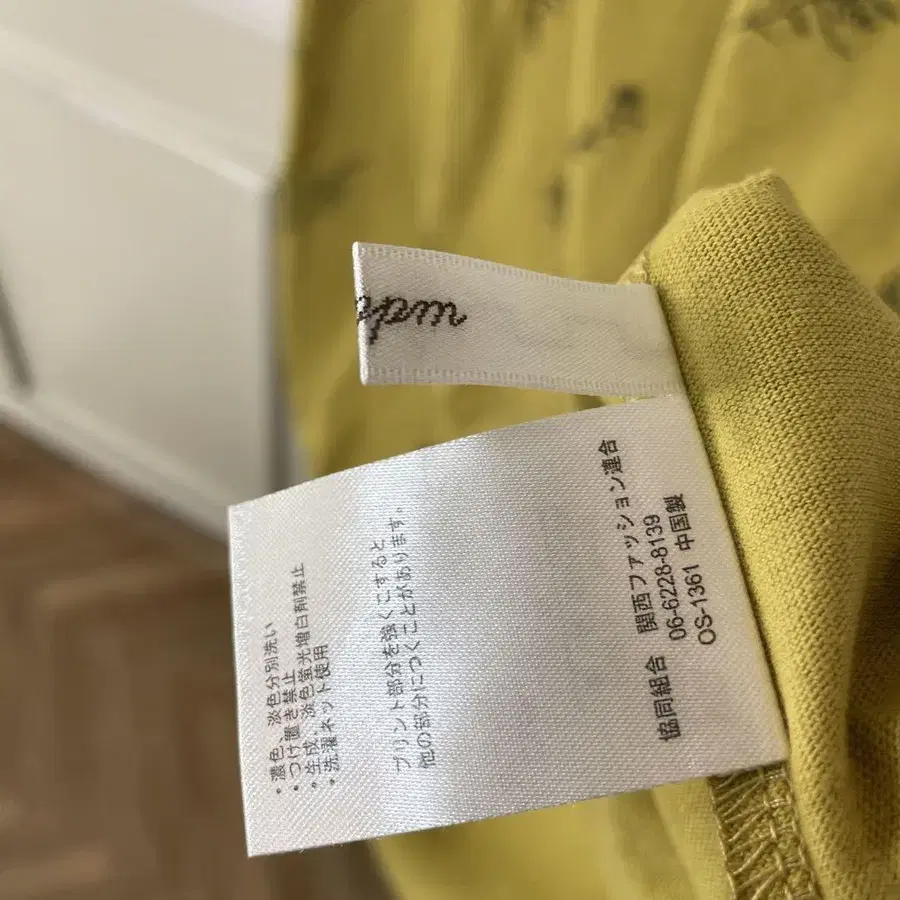 ・濃色、淡色分別洗い
・つけ置き禁止
・生成、淡色蛍光増白剤禁止
・洗濯ネット使用
プリント部分を強くこすると
他の部分につくことがあります。
協同組合 関西ファッション連合
06-6228-8139
OS-1361 中国製